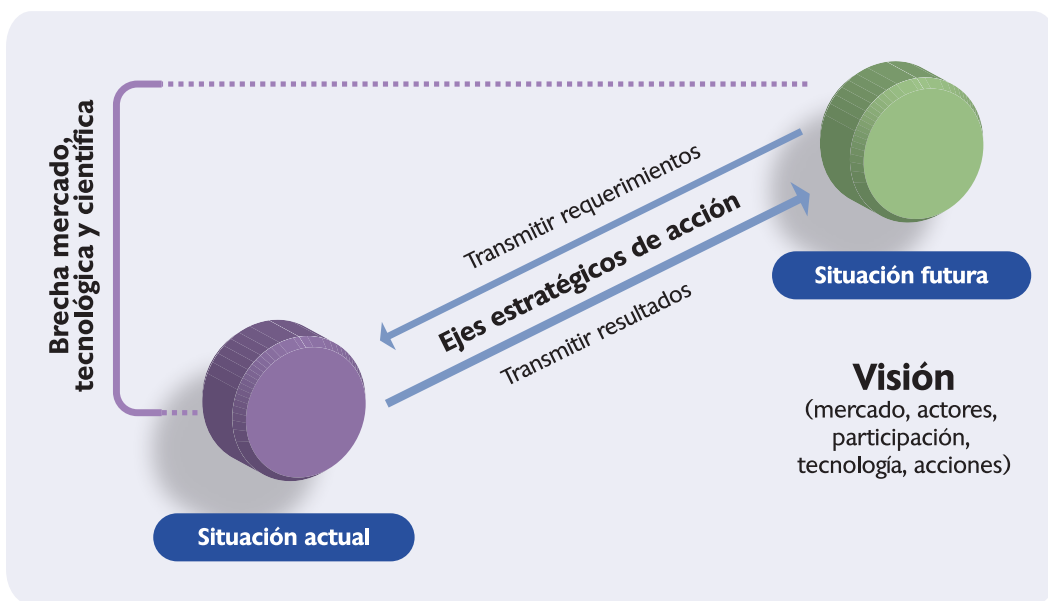 Brecha mercado,
tecnológica y científica
Transmitir requerimientos
Ejes estratégicos de acción
Transmitir resultados
Situación futura
Visión
(mercado, actores,
participación,
tecnología, acciones)
Situación actual